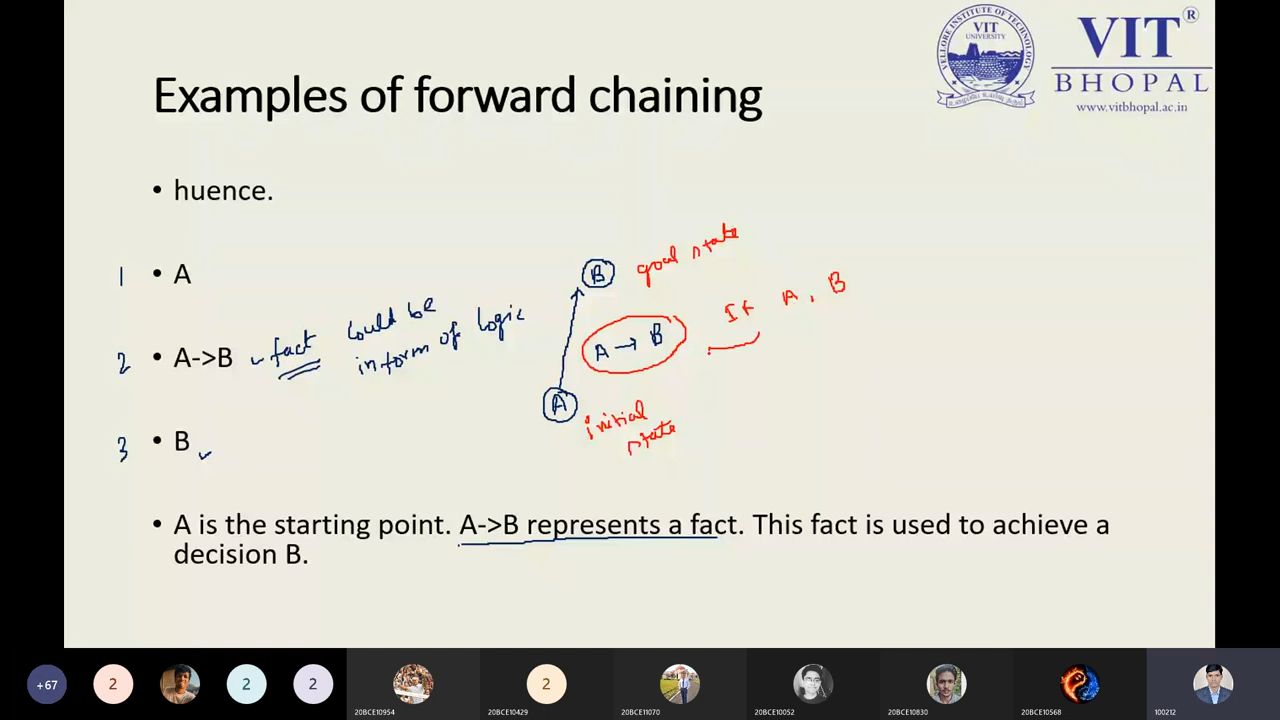 VIT
UNIVERSITY
VELLORE INSTITUTE OF TECHNOLOGY
VIT®
BHOPAL
www.vitbhopal.ac.in
Examples of forward chaining
• huence.
1 • A
2 • A->B fact could be
in form of logic
3 • B
B goal state
A → B If A, B
A initial
state
• A is the starting point. A->B represents a fact. This fact is used to achieve a
decision B.
+67 2 2 2 2
20BCE10954 20BCE10429 20BCE11070 20BCE10052 20BCE10830 20BCE10568 100212